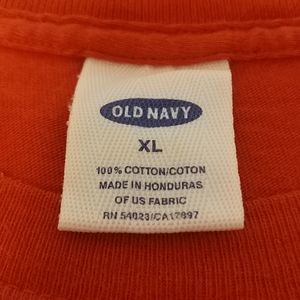 OLD NAVY
XL
100% COTTON/COTON
MADE IN HONDURAS
OF US FABRIC
RN 54023/CA17897